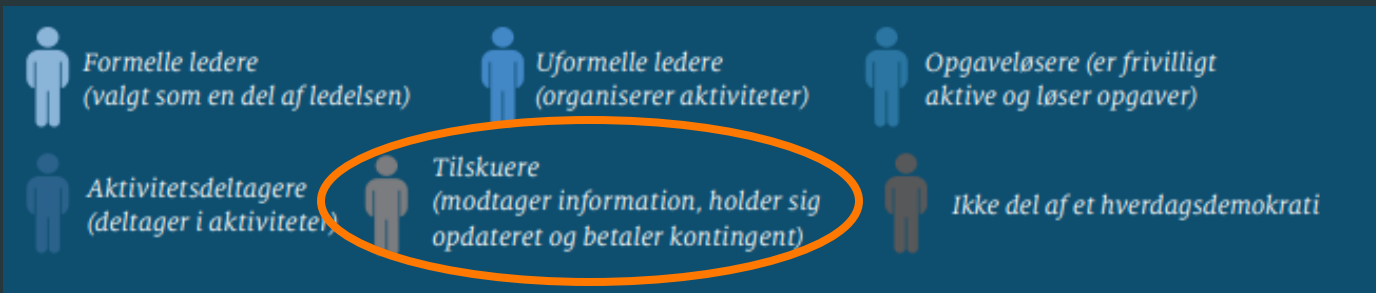 Formelle ledere
(valgt som en del af ledelsen)
Uformelle ledere
(organiserer aktiviteter)
Opgaveløsere (er frivilligt
aktive og løser opgaver)
Aktivitetsdeltagere
(deltager i aktiviteter)
Tilskuere
(modtager information, holder sig
opdateret og betaler kontingent)
Ikke del af et hverdagsdemokrati